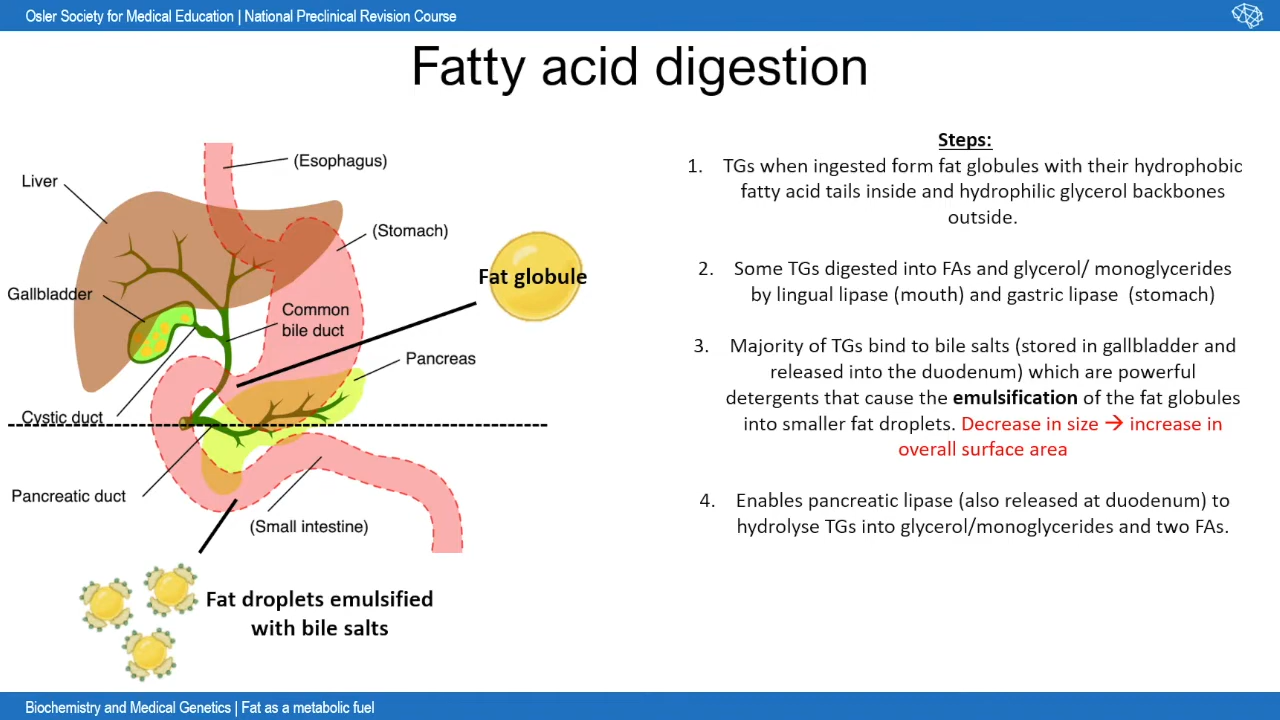 Osler Society for Medical Education | National Preclinical Revision Course
Fatty acid digestion
(Esophagus)
Liver
(Stomach)
Fat globule
Gallbladder
Common
bile duct
Pancreas
Cystic duct
Pancreatic duct
(Small intestine)
Fat droplets emulsified
with bile salts
Steps:
1. TGs when ingested form fat globules with their hydrophobic
fatty acid tails inside and hydrophilic glycerol backbones
outside.
2. Some TGs digested into FAs and glycerol/ monoglycerides
by lingual lipase (mouth) and gastric lipase (stomach)
3. Majority of TGs bind to bile salts (stored in gallbladder and
released into the duodenum) which are powerful
detergents that cause the emulsification of the fat globules
into smaller fat droplets. Decrease in size → increase in
overall surface area
4. Enables pancreatic lipase (also released at duodenum) to
hydrolyse TGs into glycerol/monoglycerides and two FAs.
Biochemistry and Medical Genetics | Fat as a metabolic fuel